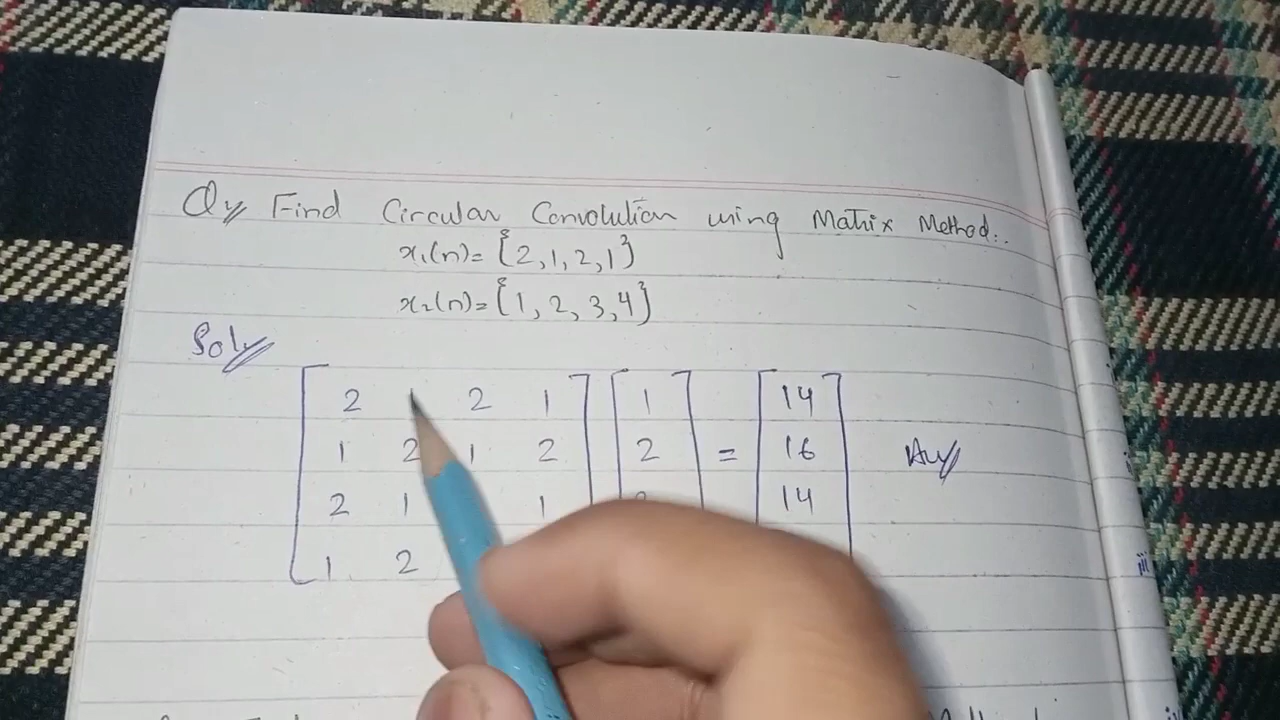 Q Find Circular Convolution using Matrix Method:.
x₁(n)= {2,1,2,1}
x₂(n)= {1,2,3,4}
Sol
2 2 1 1 14
1 2 1 2 2 = 16 Ans
2 1 1 14
1 2